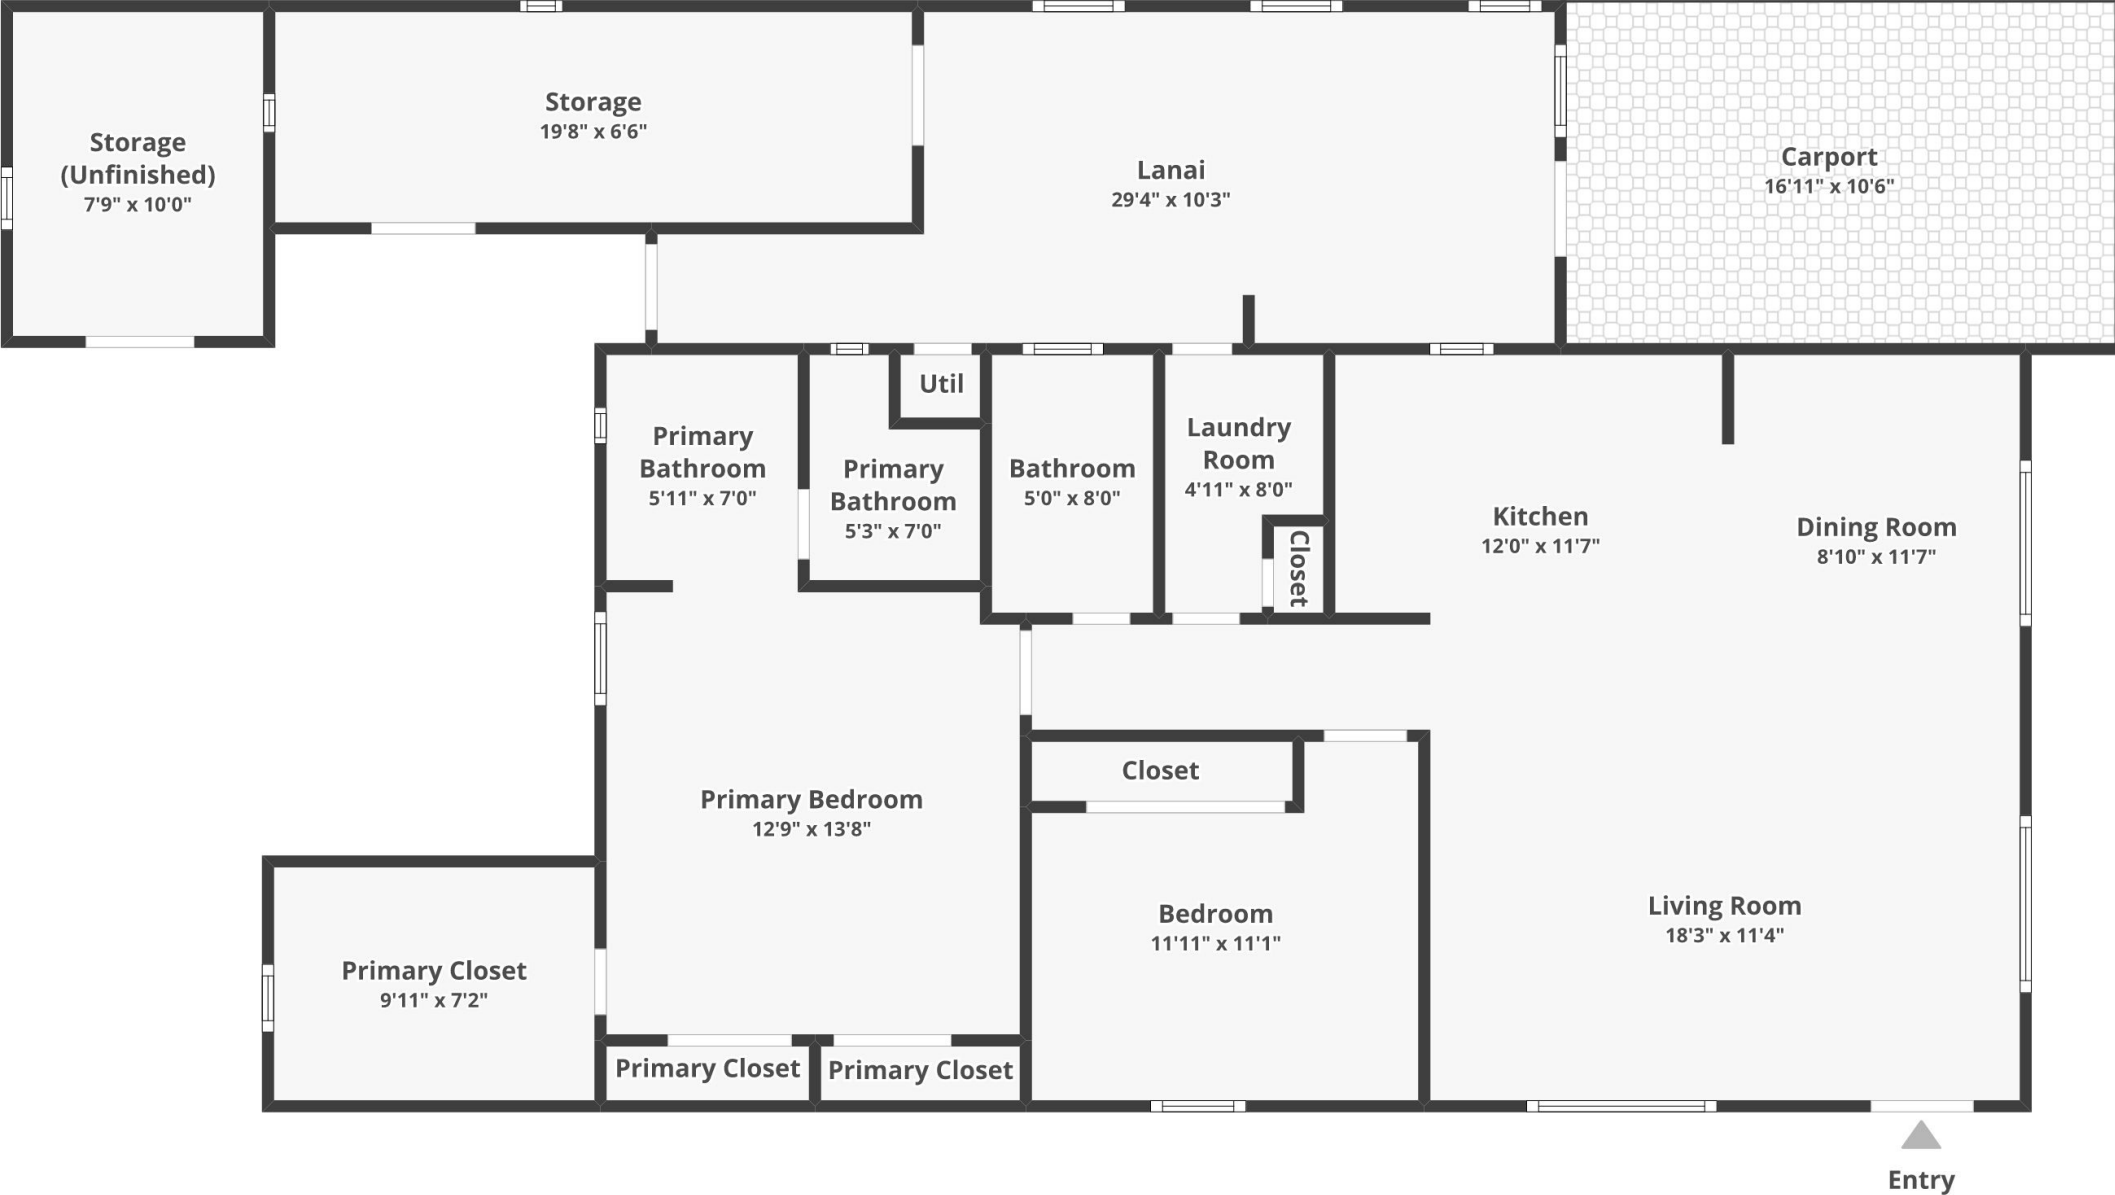 Storage
(Unfinished)
7'9" x 10'0"
Storage
19'8" x 6'6"
Lanai
29'4" x 10'3"
Carport
16'11" x 10'6"
Primary
Bathroom
5'11" x 7'0"
Primary
Bathroom
5'3" x 7'0"
Util
Bathroom
5'0" x 8'0"
Laundry
Room
4'11" x 8'0"
Closet
Kitchen
12'0" x 11'7"
Dining Room
8'10" x 11'7"
Primary Bedroom
12'9" x 13'8"
Closet
Bedroom
11'11" x 11'1"
Living Room
18'3" x 11'4"
Primary Closet
9'11" x 7'2"
Primary Closet
Primary Closet
Entry